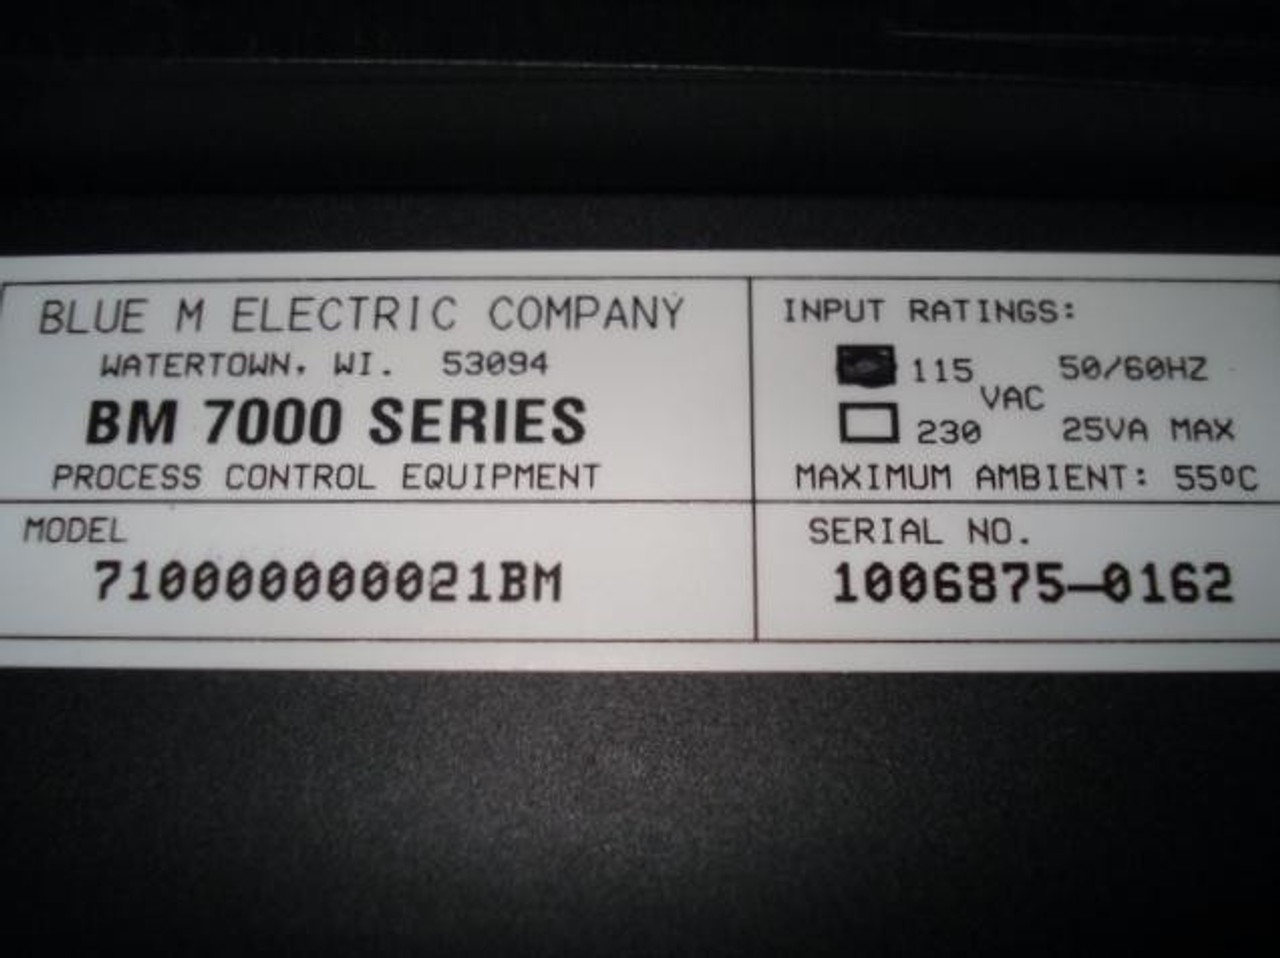 BLUE M ELECTRIC COMPANY
WATERTOWN, WI. 53094
BM 7000 SERIES
PROCESS CONTROL EQUIPMENT
INPUT RATINGS:
115 VAC 50/60HZ
230 25VA MAX
MAXIMUM AMBIENT: 55ºC
MODEL
710000000021BM
SERIAL NO.
1006875-0162